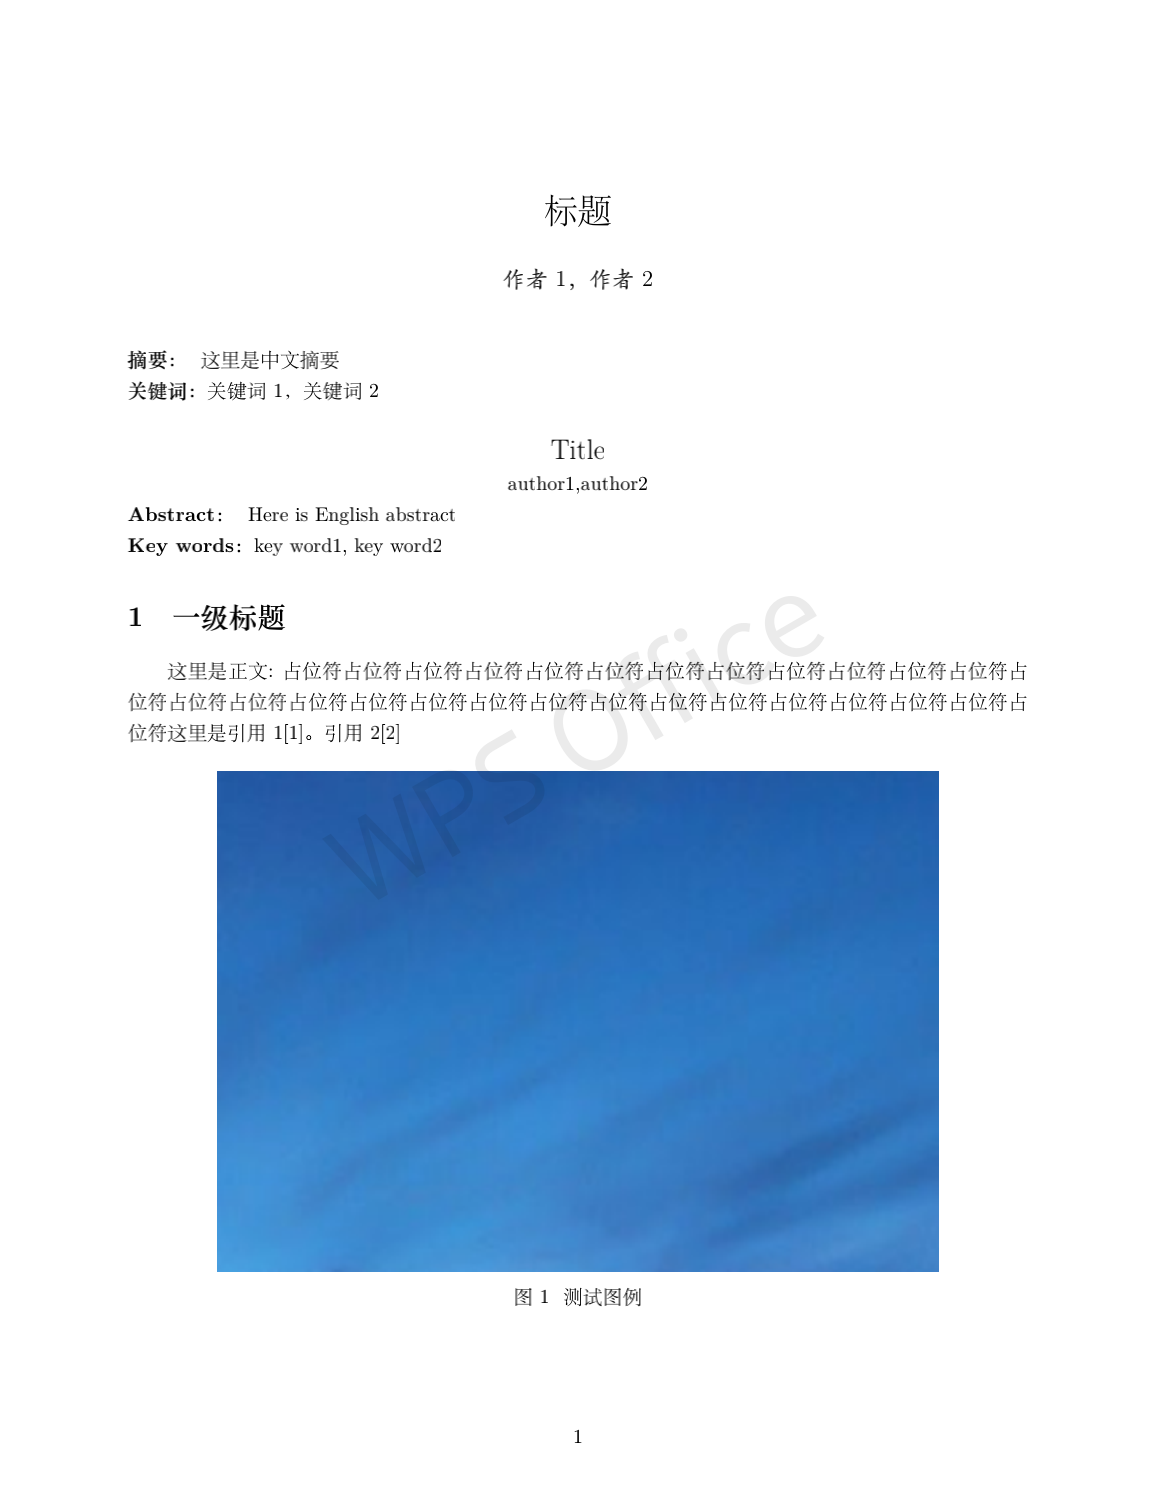 标题
作者 1，作者 2
摘要： 这里是中文摘要
关键词：关键词 1，关键词 2
Title
author1,author2
Abstract： Here is English abstract
Key words：key word1, key word2
1 一级标题
这里是正文：占位符占位符占位符占位符占位符占位符占位符占位符占位符占位符占位符占位符占
位符占位符占位符占位符占位符占位符占位符占位符占位符占位符占位符占位符占位符占位符占位符占
位符这里是引用 1[1]。引用 2[2]
WPS Office
图 1 测试图例
1